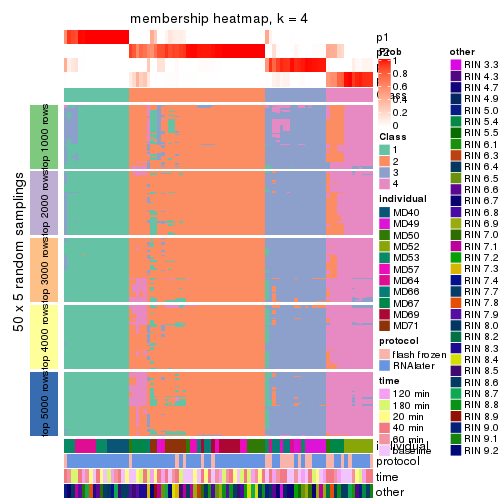 membership heatmap, k = 4
p1
p2
Prob
1
0.8
0.6
0.4
0.2
0
Class
1
2
3
4
50 x 5 random samplings
top 1000 rows
top 2000 rows
top 3000 rows
top 4000 rows
top 5000 rows
individual
protocol
time
other
Individual
MD40
MD49
MD50
MD52
MD53
MD57
MD64
MD66
MD67
MD69
MD71
protocol
flash frozen
RNAlater
time
120 min
180 min
20 min
40 min
60 min
baseline
other
RIN 3.3
RIN 4.3
RIN 4.7
RIN 4.9
RIN 5.0
RIN 5.4
RIN 5.5
RIN 6.1
RIN 6.3
RIN 6.4
RIN 6.5
RIN 6.6
RIN 6.7
RIN 6.8
RIN 6.9
RIN 7.0
RIN 7.1
RIN 7.2
RIN 7.3
RIN 7.4
RIN 7.7
RIN 7.8
RIN 7.9
RIN 8.0
RIN 8.2
RIN 8.3
RIN 8.4
RIN 8.5
RIN 8.6
RIN 8.7
RIN 8.8
RIN 8.9
RIN 9.0
RIN 9.1
RIN 9.2